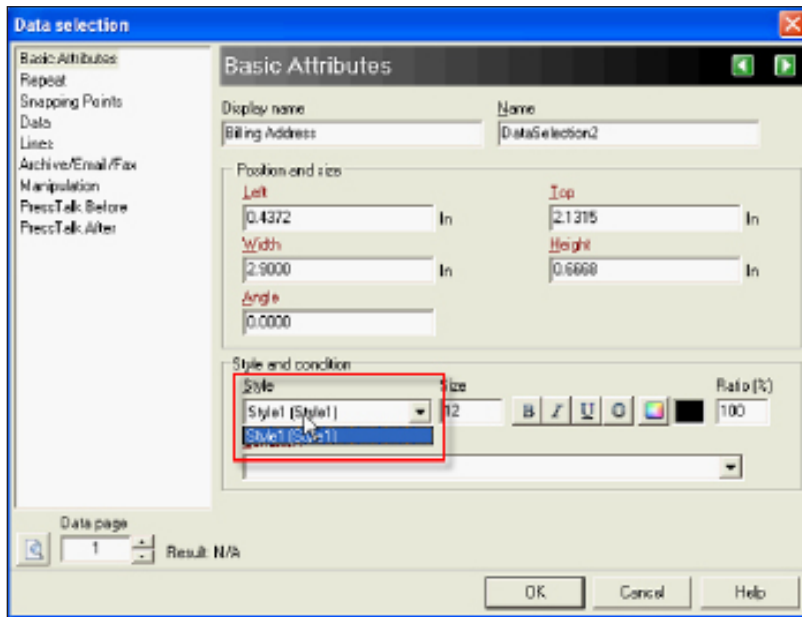 Data selection
Basic Attributes
Repeat
Snapping Points
Data
Lines
Archive/Email/Fax
Manipulation
PressTalk Before
PressTalk After
Basic Attributes
Display name Name
Billing Address DataSelection2
Position and size
Left Top
0.4372 In 2.1315 In
Width Height
2.9000 In 0.6668 In
Angle
0.0000
Style and condition
Style Size Ratio (%)
Style1 (Style1) 12 B I U O 100
Style1 (Style1)
Data page
1 Result: N/A
OK Cancel Help